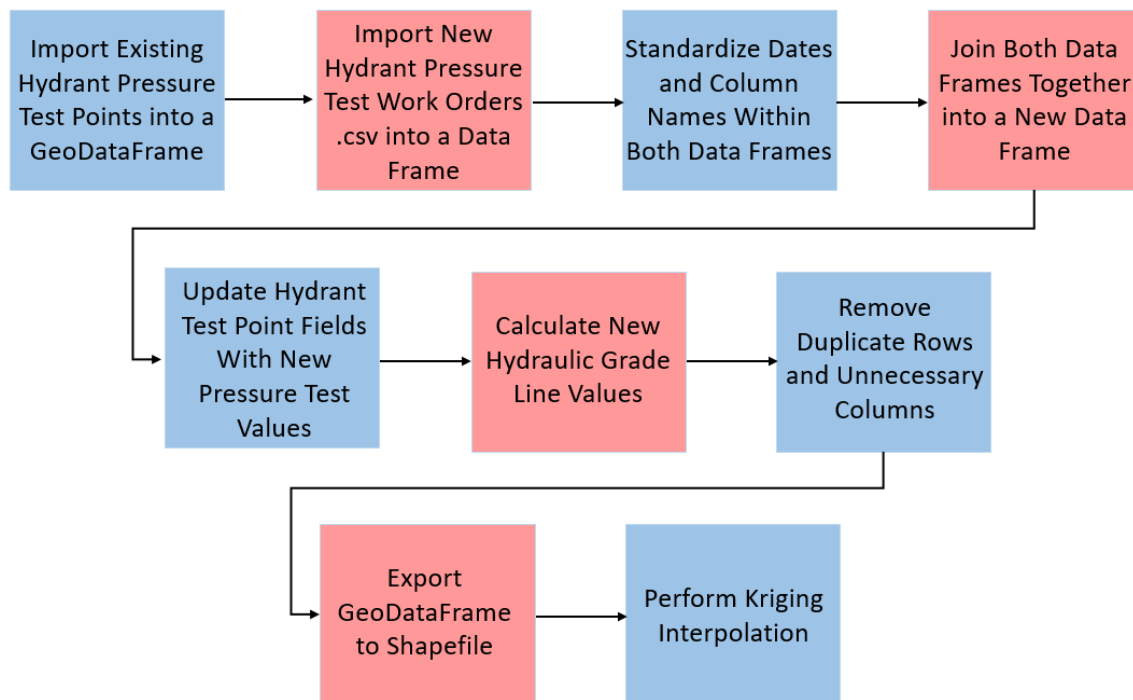 Import Existing
Hydrant Pressure
Test Points into a
GeoDataFrame
Import New
Hydrant Pressure
Test Work Orders
.csv into a Data
Frame
Standardize Dates
and Column
Names Within
Both Data Frames
Join Both Data
Frames Together
into a New Data
Frame
Update Hydrant
Test Point Fields
With New
Pressure Test
Values
Calculate New
Hydraulic Grade
Line Values
Remove
Duplicate Rows
and Unnecessary
Columns
Export
GeoDataFrame
to Shapefile
Perform Kriging
Interpolation